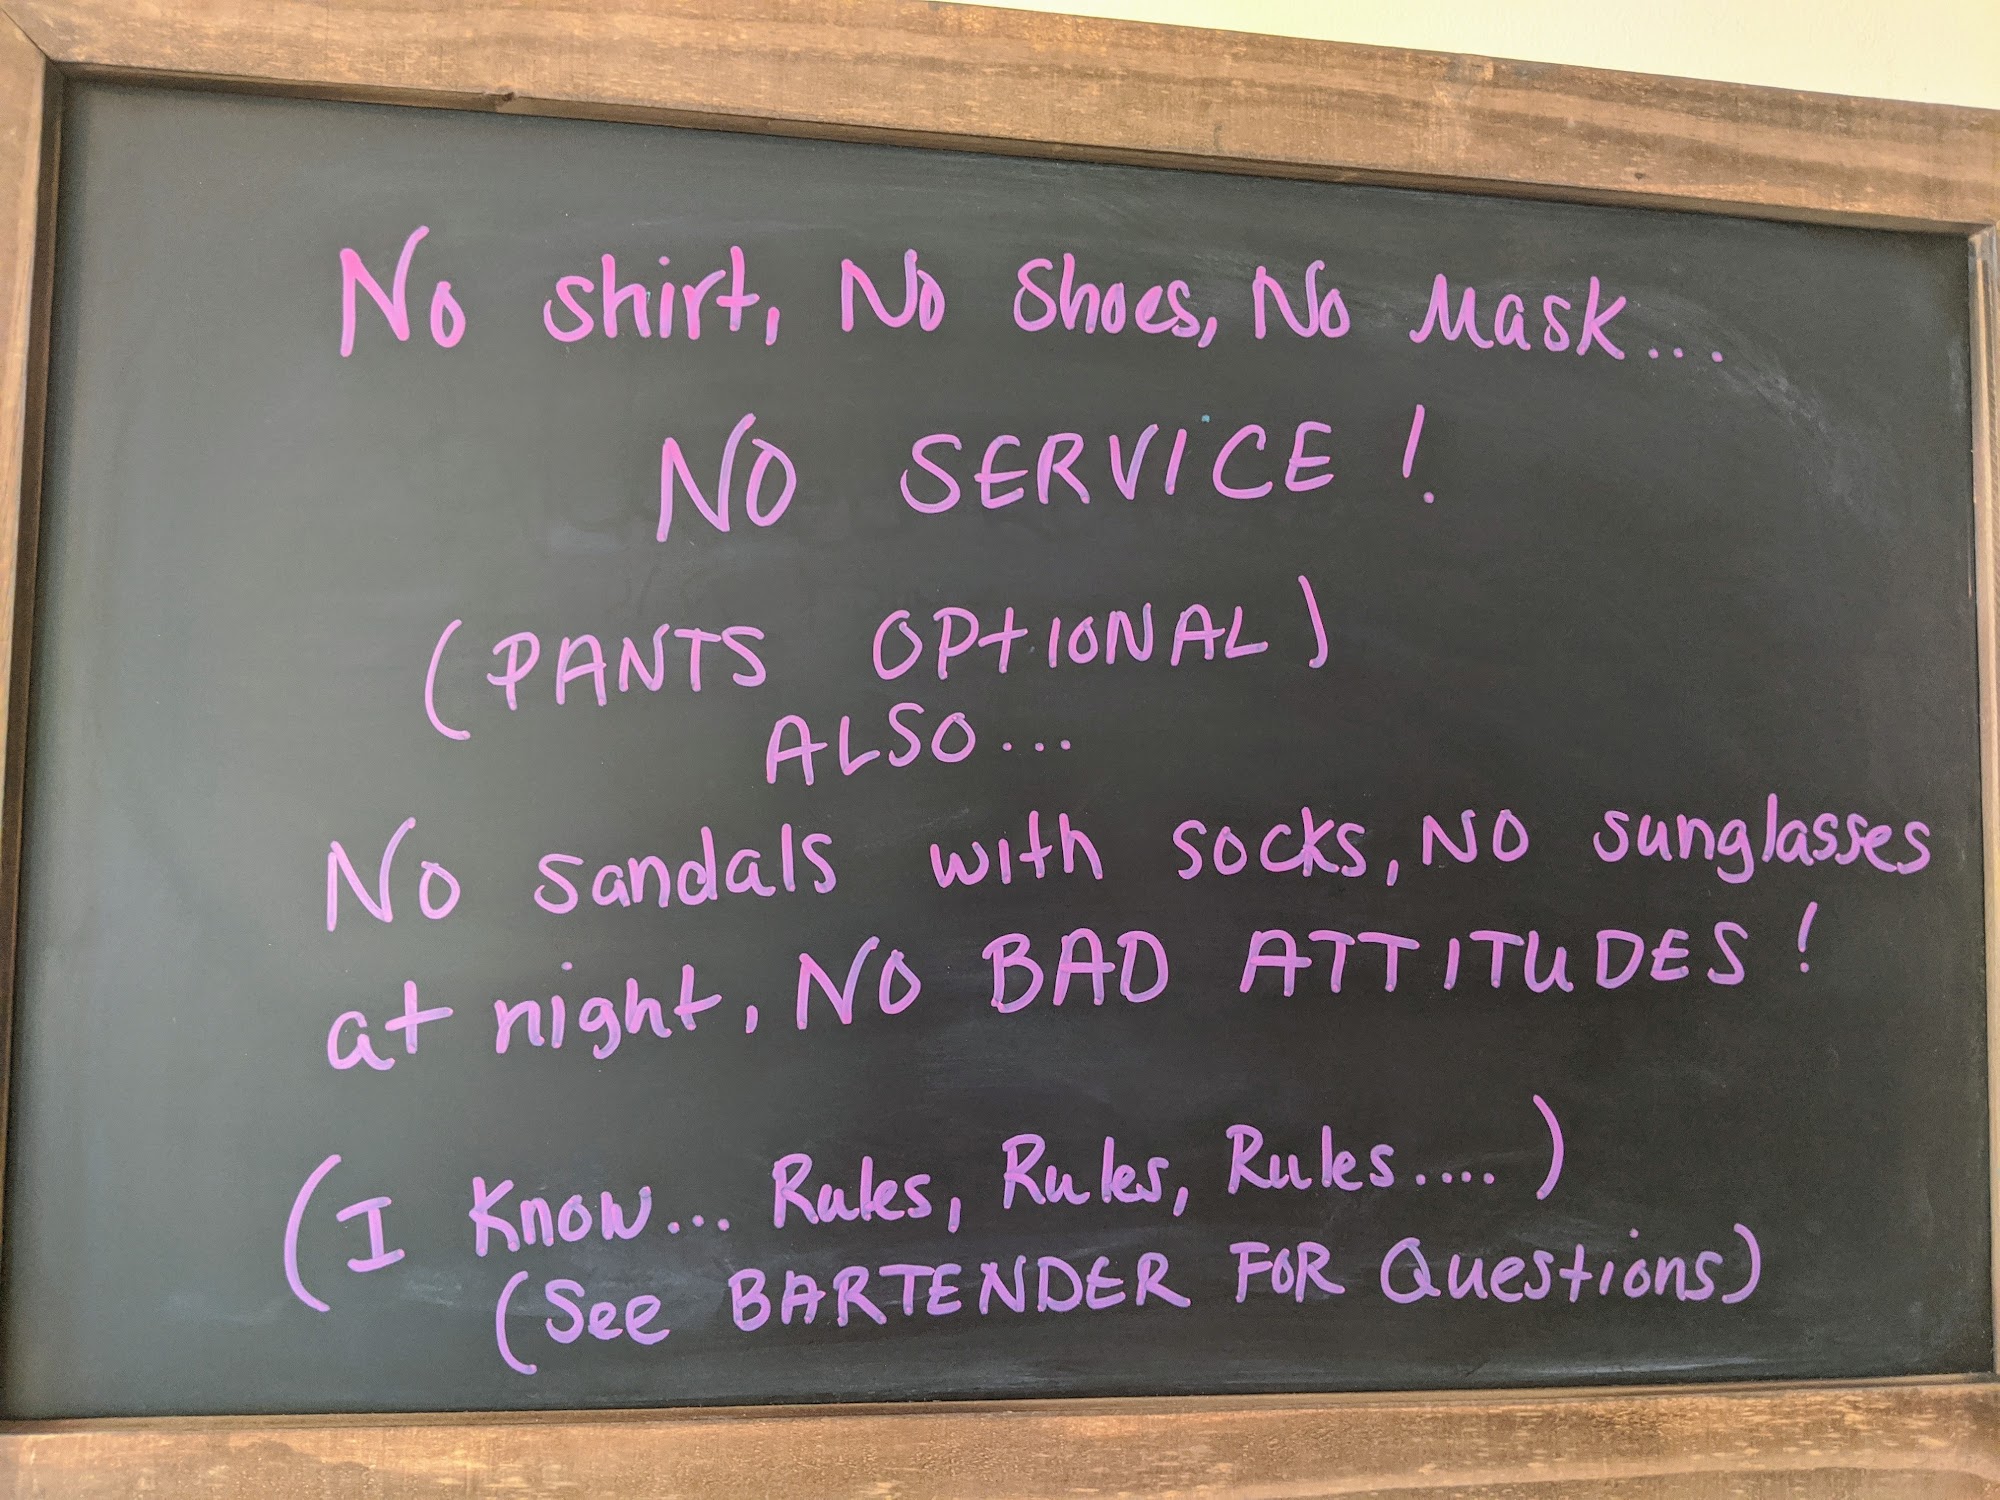 No shirt, No Shoes, No Mask...
NO SERVICE!
(PANTS OPtIONAL)
ALSO...
No sandals with socks, NO sunglasses
at night, NO BAD ATTITUDES!
(I Know... Rules, Rules, Rules....)
(See BARTENDER FOR Questions)